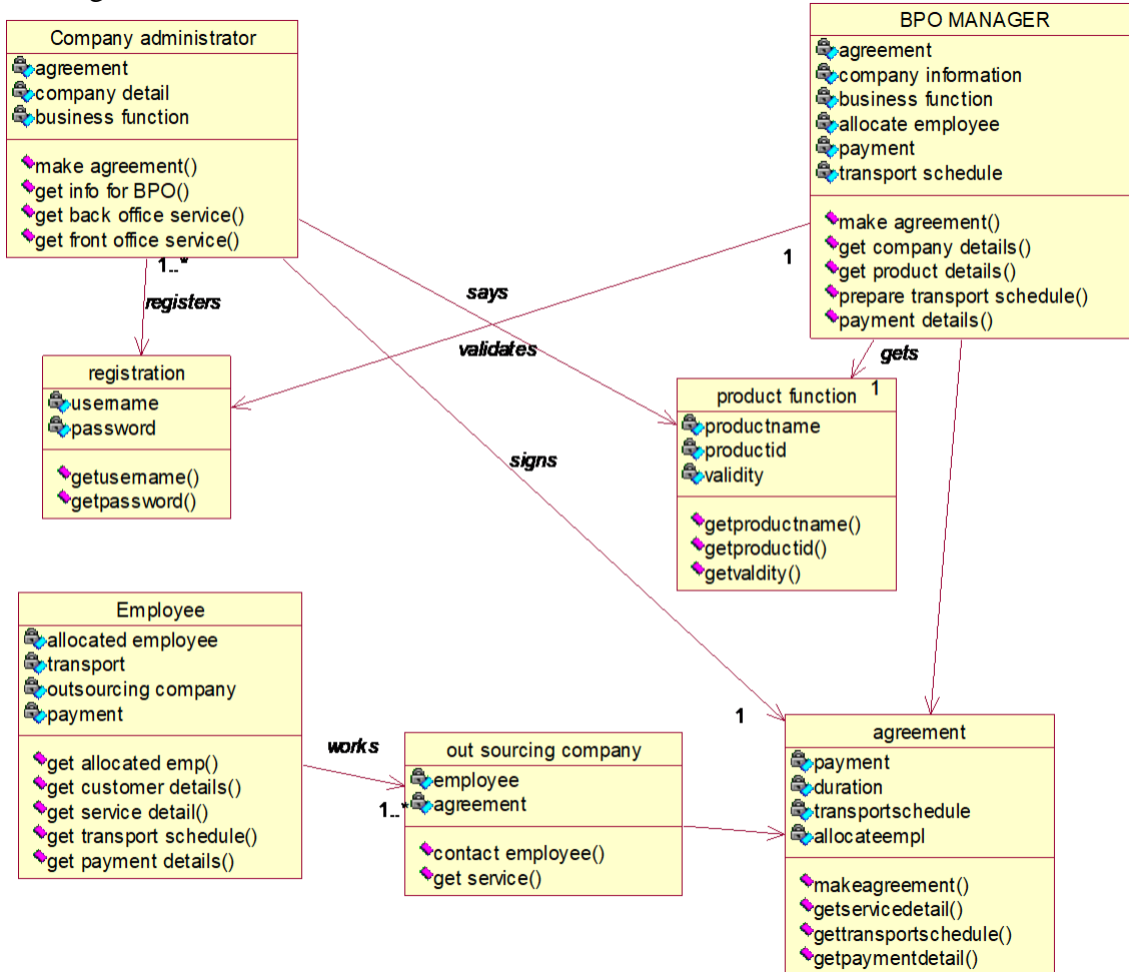 Company administrator
agreement
company detail
business function
make agreement()
get info for BPO()
get back office service()
get front office service()
BPO MANAGER
agreement
company information
business function
allocate employee
payment
transport schedule
make agreement()
get company details()
get product details()
prepare transport schedule()
payment details()
1..*
registers
says
validates
1
gets
1
signs
1
registration
username
password
getusername()
getpassword()
product function
productname
productid
validity
getproductname()
getproductid()
getvaldity()
Employee
allocated employee
transport
outsourcing company
payment
get allocated emp()
get customer details()
get service detail()
get transport schedule()
get payment details()
works
1..*
out sourcing company
employee
agreement
contact employee()
get service()
agreement
payment
duration
transportschedule
allocateempl
makeagreement()
getservicedetail()
gettransportschedule()
getpaymentdetail()